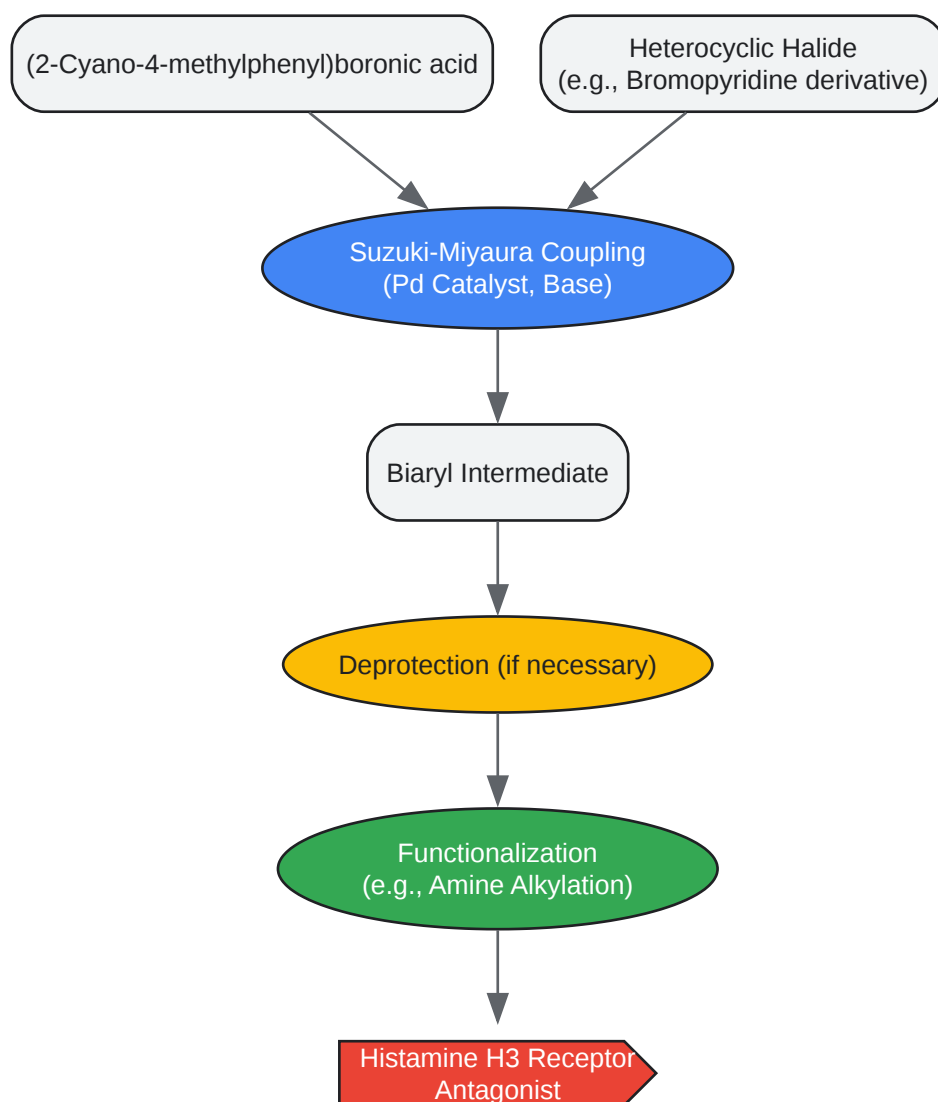 (2-Cyano-4-methylphenyl)boronic acid
Heterocyclic Halide
(e.g., Bromopyridine derivative)
Suzuki-Miyaura Coupling
(Pd Catalyst, Base)
Biaryl Intermediate
Deprotection (if necessary)
Functionalization
(e.g., Amine Alkylation)
Histamine H3 Receptor
Antagonist